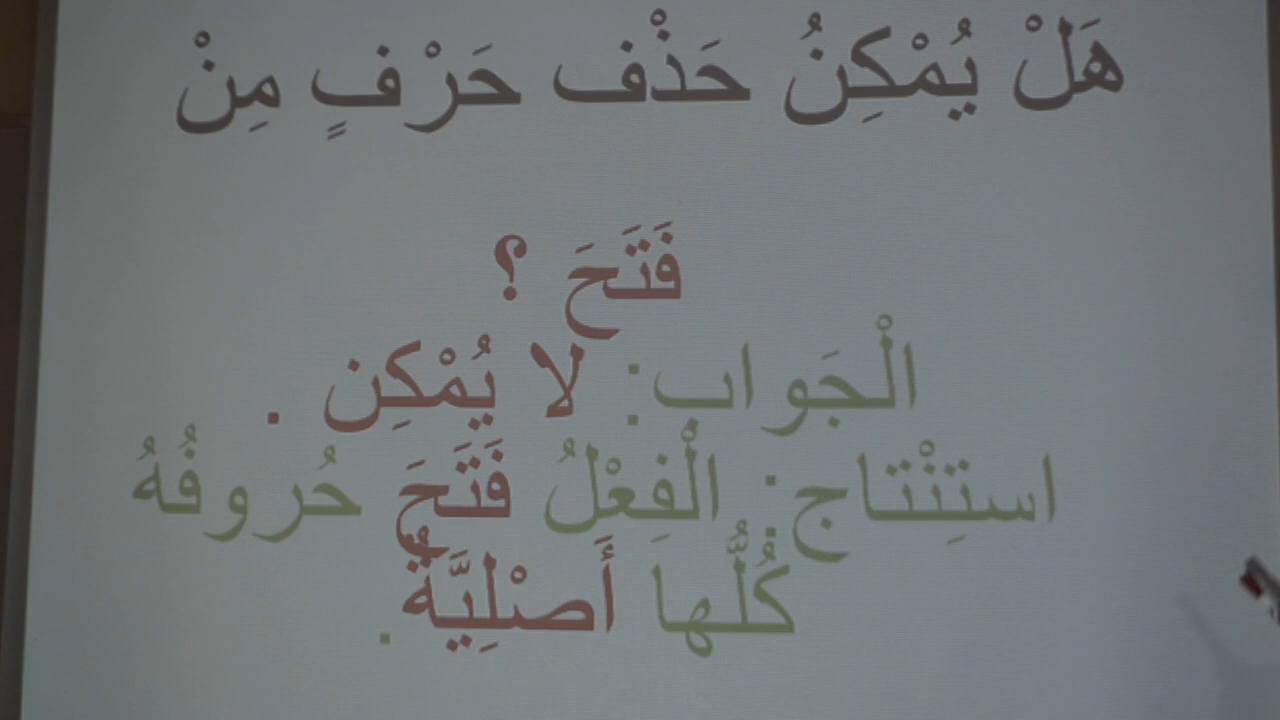 هَلْ يُمْكِنُ حَذْف حَرْفٍ مِنْ
فَتَحَ ؟
الْجَواب: لا يُمْكِن .
استِنْتاج: الْفِعْلُ فَتَحَ حُروفُهُ
كُلُّها أَصْلِيَّةٌ .